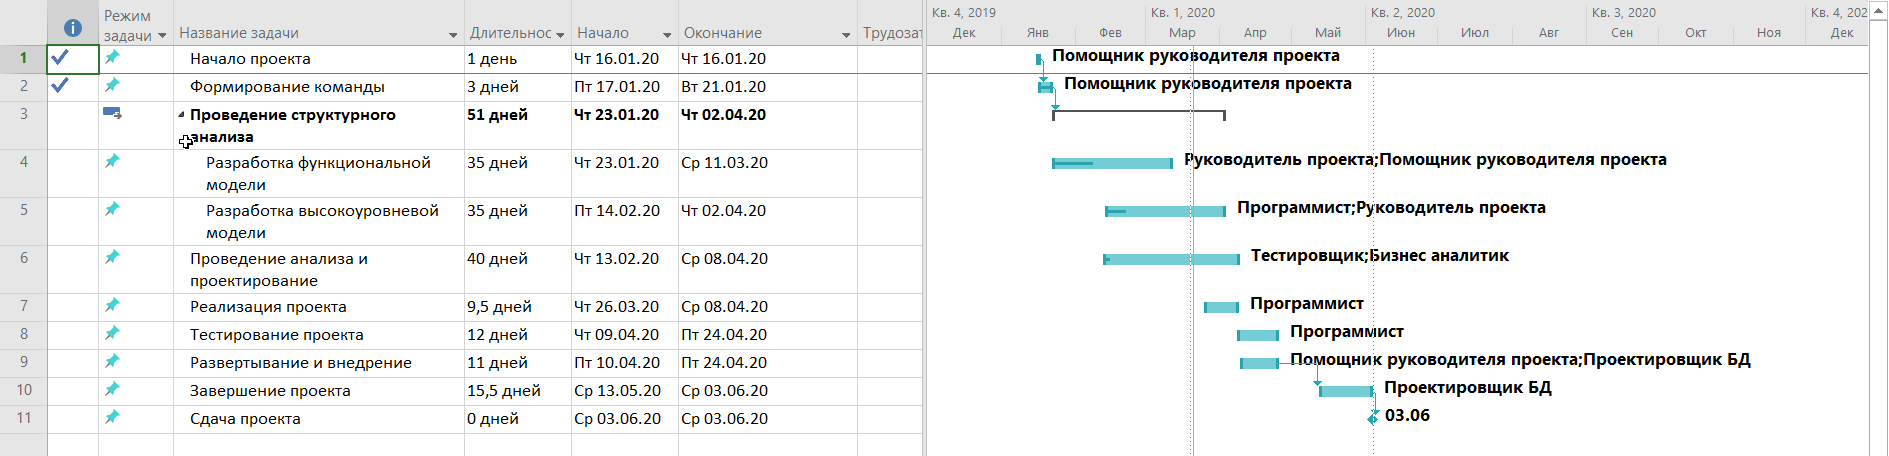 Кв. 4, 2019 Кв. 1, 2020 Кв. 2, 2020 Кв. 3, 2020 Кв. 4, 202
Режим
задачи Название задачи Длительнос Начало Окончание Трудозат Дек Янв Фев Мар Апр Май Июн Июл Авг Сен Окт Ноя Дек
1 Начало проекта 1 день Чт 16.01.20 Чт 16.01.20 Помощник руководителя проекта
2 Формирование команды 3 дней Пт 17.01.20 Вт 21.01.20 Помощник руководителя проекта
3 Проведение структурного 51 дней Чт 23.01.20 Чт 02.04.20
анализа
4 Разработка функциональной 35 дней Чт 23.01.20 Ср 11.03.20 Руководитель проекта;Помощник руководителя проекта
модели
5 Разработка высокоуровневой 35 дней Пт 14.02.20 Чт 02.04.20 Программист;Руководитель проекта
модели
6 Проведение анализа и 40 дней Чт 13.02.20 Ср 08.04.20 Тестировщик;Бизнес аналитик
проектирование
7 Реализация проекта 9,5 дней Чт 26.03.20 Ср 08.04.20 Программист
8 Тестирование проекта 12 дней Чт 09.04.20 Пт 24.04.20 Программист
9 Развертывание и внедрение 11 дней Пт 10.04.20 Пт 24.04.20 Помощник руководителя проекта;Проектировщик БД
10 Завершение проекта 15,5 дней Ср 13.05.20 Ср 03.06.20 Проектировщик БД
11 Сдача проекта 0 дней Ср 03.06.20 Ср 03.06.20 03.06